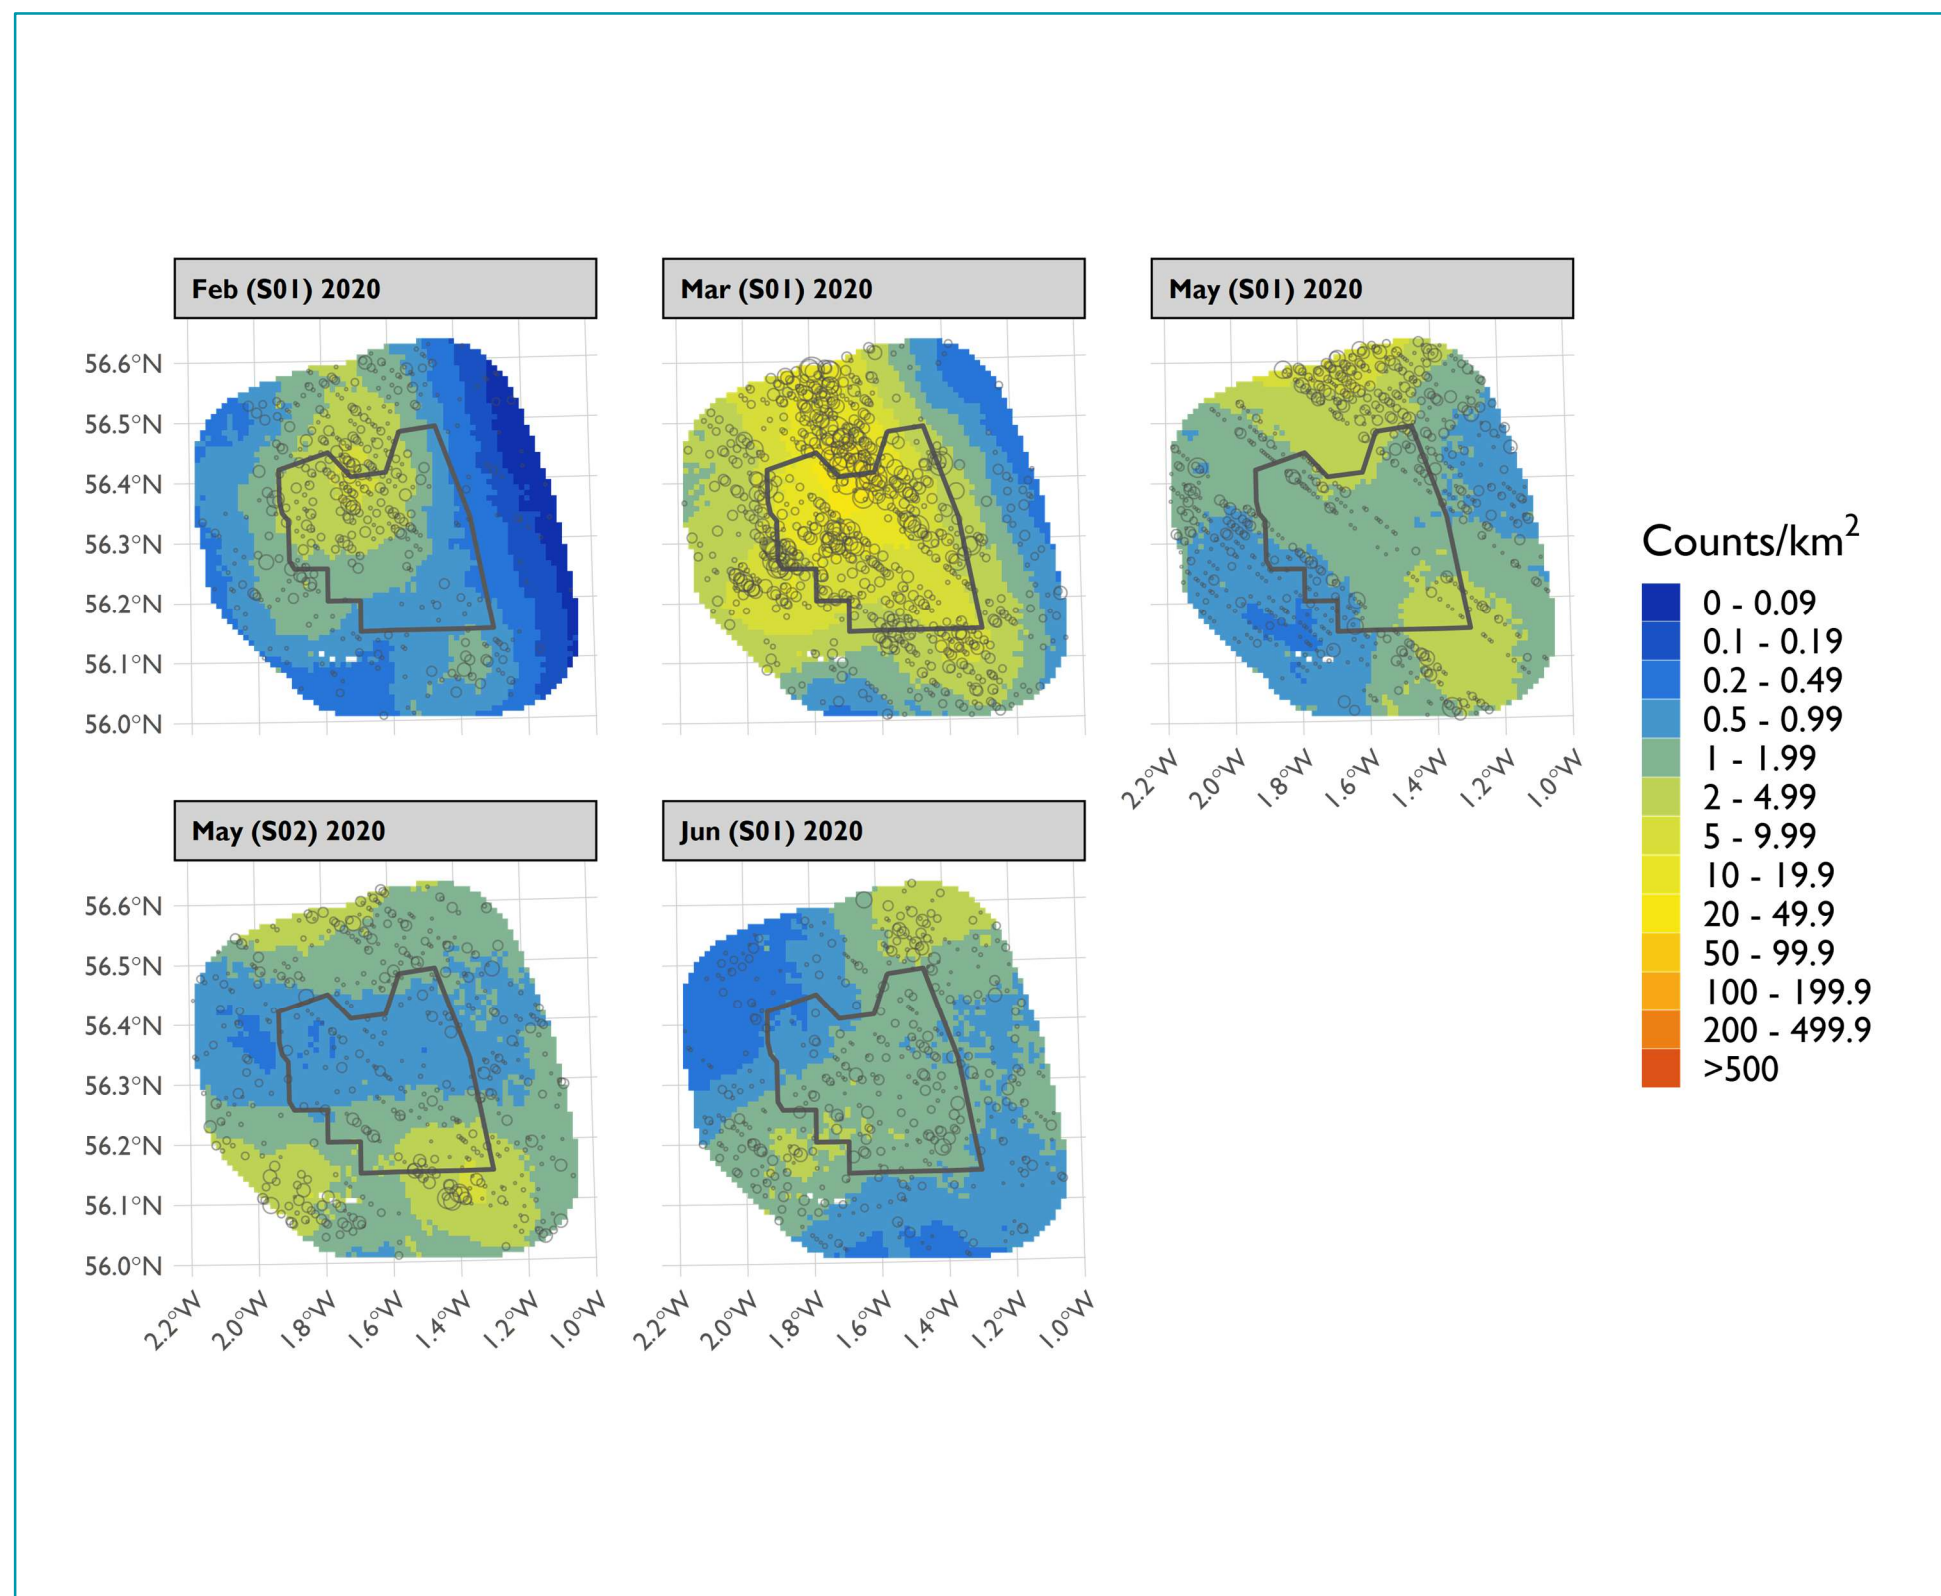 Feb (S01) 2020
Mar (S01) 2020
May (S01) 2020
56.6°N
56.5°N
56.4°N
56.3°N
56.2°N
56.1°N
56.0°N
2.2°W 2.0°W 1.8°W 1.6°W 1.4°W 1.2°W 1.0°W
May (S02) 2020
Jun (S01) 2020
56.6°N
56.5°N
56.4°N
56.3°N
56.2°N
56.1°N
56.0°N
2.2°W 2.0°W 1.8°W 1.6°W 1.4°W 1.2°W 1.0°W
2.2°W 2.0°W 1.8°W 1.6°W 1.4°W 1.2°W 1.0°W
Counts/km²
0 - 0.09
0.1 - 0.19
0.2 - 0.49
0.5 - 0.99
1 - 1.99
2 - 4.99
5 - 9.99
10 - 19.9
20 - 49.9
50 - 99.9
100 - 199.9
200 - 499.9
>500